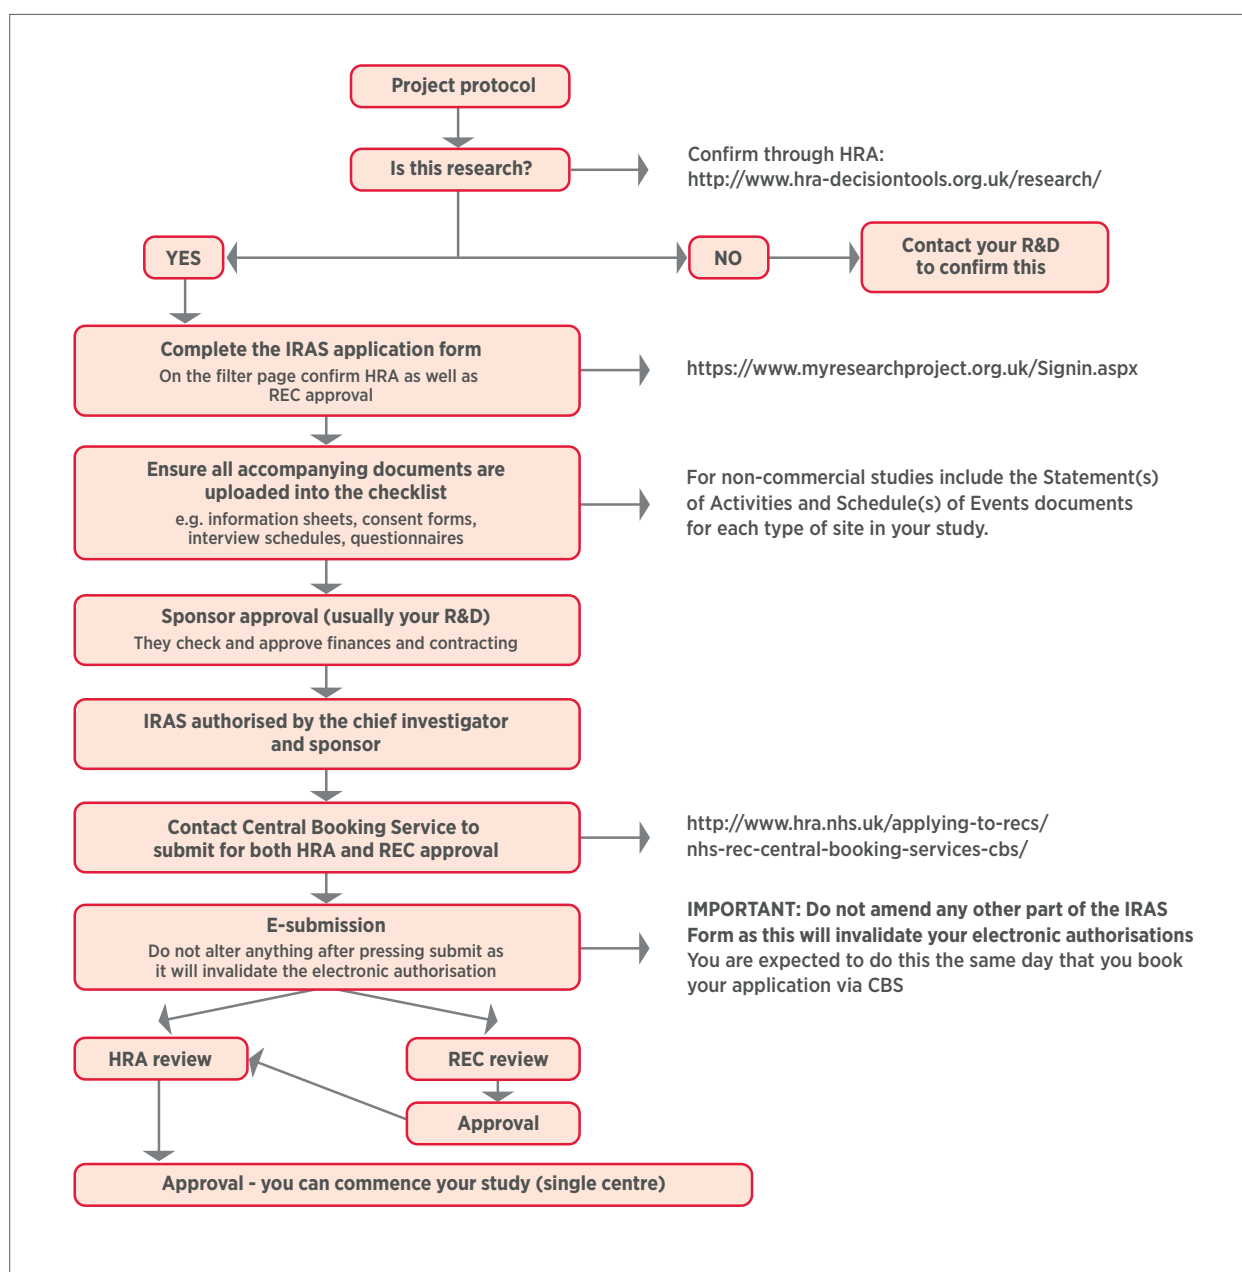 Project protocol
Is this research?
Confirm through HRA:
http://www.hra-decisiontools.org.uk/research/
YES
NO
Contact your R&D
to confirm this
Complete the IRAS application form
On the filter page confirm HRA as well as
REC approval
https://www.myresearchproject.org.uk/Signin.aspx
Ensure all accompanying documents are
uploaded into the checklist
e.g. information sheets, consent forms,
interview schedules, questionnaires
For non-commercial studies include the Statement(s)
of Activities and Schedule(s) of Events documents
for each type of site in your study.
Sponsor approval (usually your R&D)
They check and approve finances and contracting
IRAS authorised by the chief investigator
and sponsor
Contact Central Booking Service to
submit for both HRA and REC approval
http://www.hra.nhs.uk/applying-to-recs/
nhs-rec-central-booking-services-cbs/
E-submission
Do not alter anything after pressing submit as
it will invalidate the electronic authorisation
IMPORTANT: Do not amend any other part of the IRAS
Form as this will invalidate your electronic authorisations
You are expected to do this the same day that you book
your application via CBS
HRA review
REC review
Approval
Approval - you can commence your study (single centre)